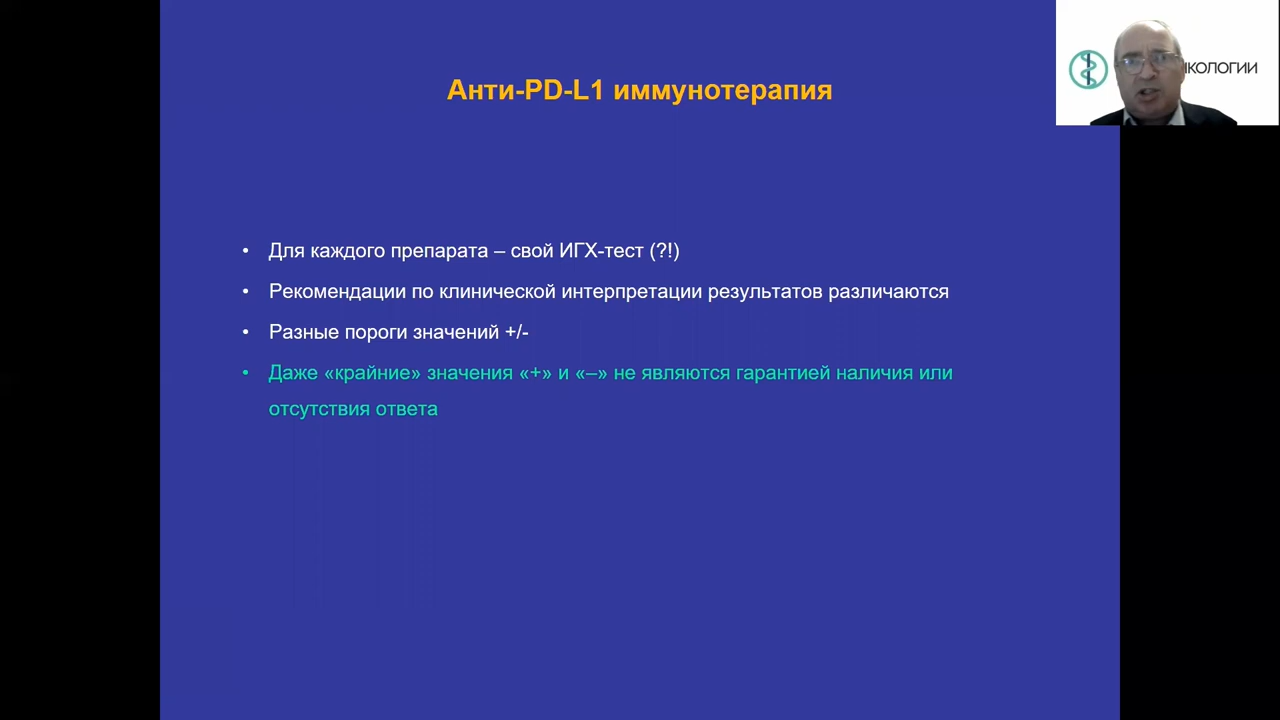 Анти-PD-L1 иммунотерапия
• Для каждого препарата – свой ИГХ-тест (?!)
• Рекомендации по клинической интерпретации результатов различаются
• Разные пороги значений +/-
• Даже «крайние» значения «+» и «–» не являются гарантией наличия или
отсутствия ответа